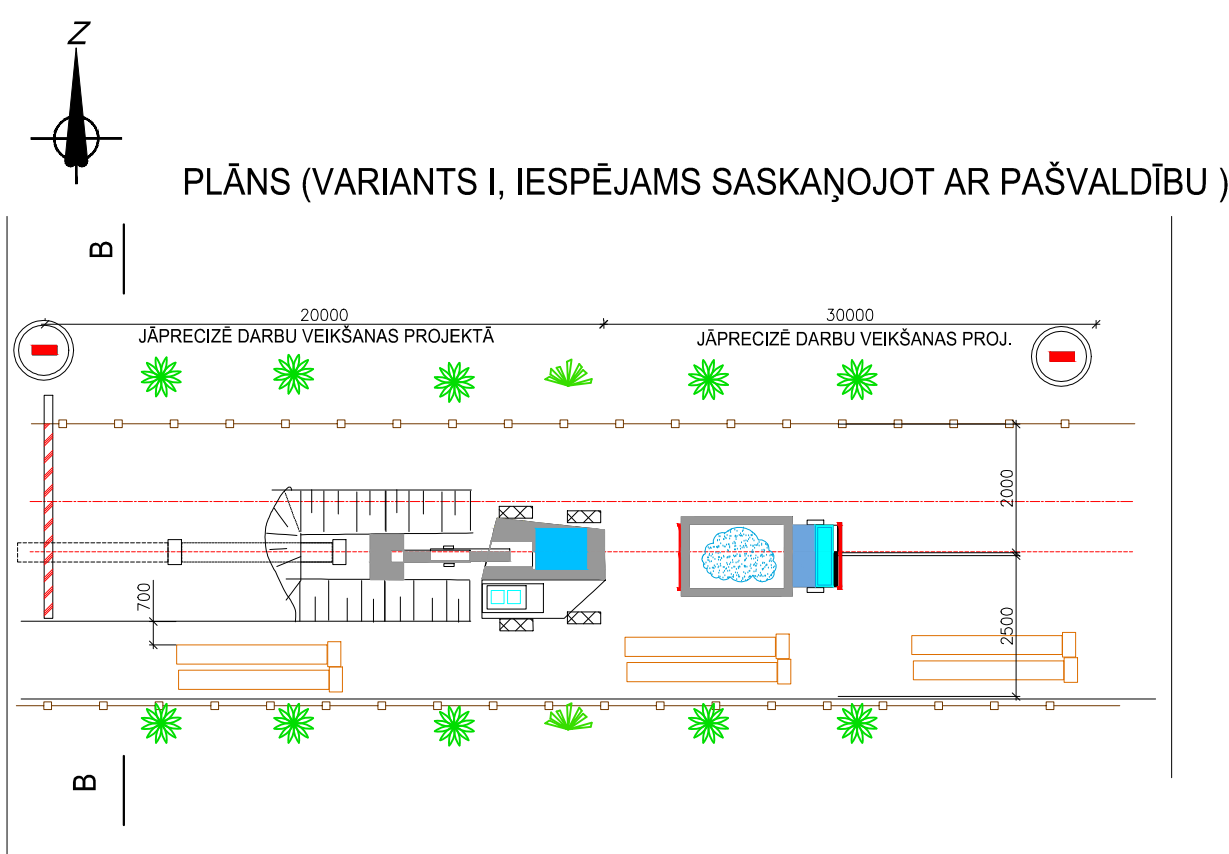 Z
PLĀNS (VARIANTS I, IESPĒJAMS SASKAŅOJOT AR PAŠVALDĪBU )
B
20000
30000
JĀPRECIZĒ DARBU VEIKŠANAS PROJEKTĀ
JĀPRECIZĒ DARBU VEIKŠANAS PROJ.
2000
700
2500
B